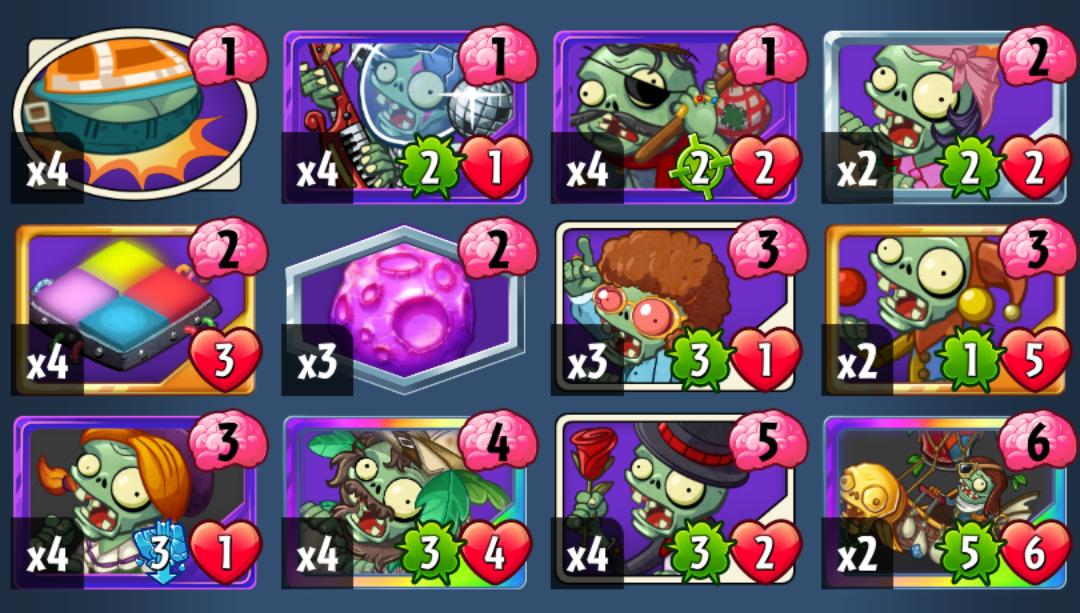 1 1 1 2
x4 x4 2 1 x4 2 2 x2 2 2
2 2 3 3
x4 3 x3 x3 3 1 x2 1 5
3 4 5 6
x4 3 1 x4 3 4 x4 3 2 x2 5 6